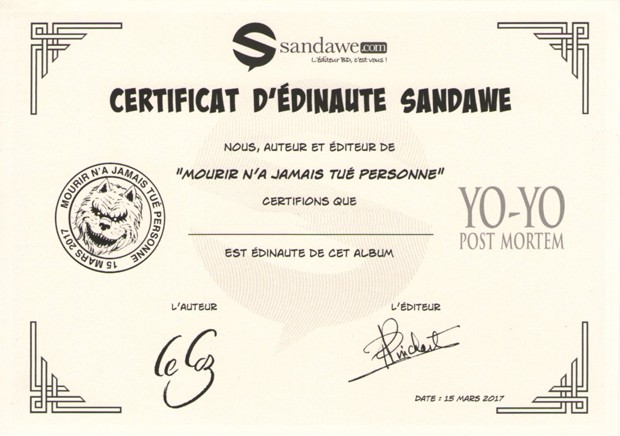 sandawe.com
L'éditeur BD, c'est vous !
CERTIFICAT D'ÉDINAUTE SANDAWE
NOUS, AUTEUR ET ÉDITEUR DE
"MOURIR N'A JAMAIS TUÉ PERSONNE"
CERTIFIONS QUE
EST ÉDINAUTE DE CET ALBUM
MOURIR N'A JAMAIS TUÉ PERSONNE
15 MARS 2017
YO-YO
POST MORTEM
L'AUTEUR
L'ÉDITEUR
Le Coz
DATE : 15 MARS 2017